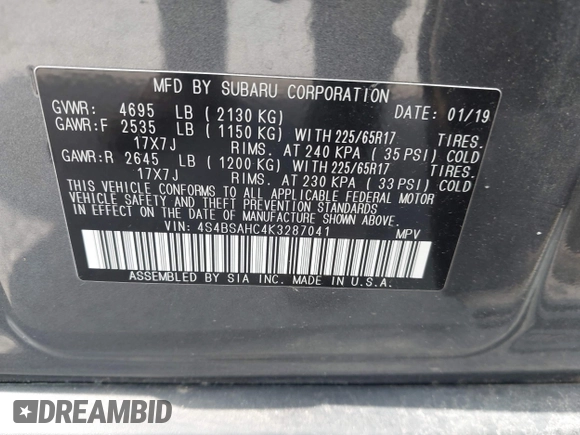 MFD BY SUBARU CORPORATION
GVWR: 4695 LB ( 2130 KG) DATE: 01/19
GAWR:F 2535 LB ( 1150 KG) WITH 225/65R17 TIRES.
17X7J RIMS. AT 240 KPA ( 35 PSI) COLD
GAWR:R 2645 LB ( 1200 KG) WITH 225/65R17 TIRES.
17X7J RIMS. AT 230 KPA ( 33 PSI) COLD
THIS VEHICLE CONFORMS TO ALL APPLICABLE FEDERAL MOTOR
VEHICLE SAFETY AND THEFT PREVENTION STANDARDS
IN EFFECT ON THE DATE OF MANUFACTURE SHOWN ABOVE.
VIN: 4S4BSAHC4K3287041 MPV
ASSEMBLED BY SIA INC. MADE IN U.S.A.
DREAMBID